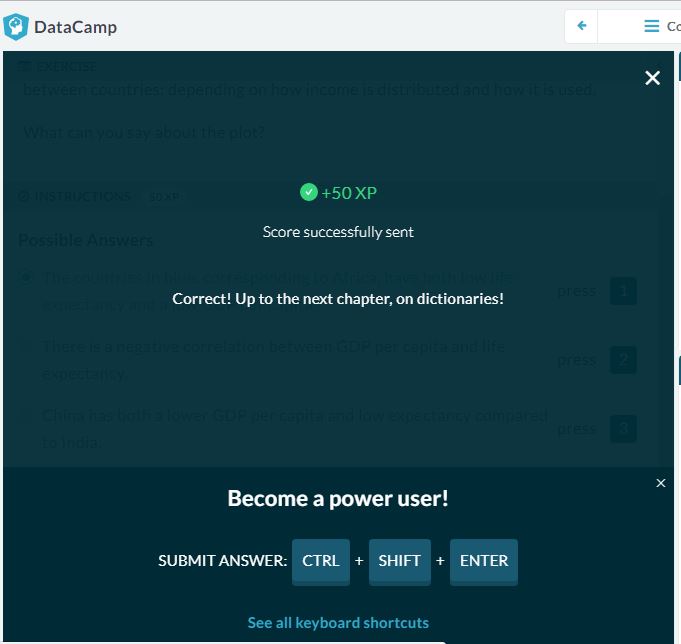 DataCamp
Co
EXERCISE
between countries: depending on how income is distributed and how it is used.
What can you say about the plot?
INSTRUCTIONS 50 XP
+50 XP
Score successfully sent
Possible Answers
The countries in blue, corresponding to Africa, have both low life
expectancy and a low GDP per capita.
press 1
Correct! Up to the next chapter, on dictionaries!
There is a negative correlation between GDP per capita and life
expectancy.
press 2
China has both a lower GDP per capita and low expectancy compared
to India.
press 3
Become a power user!
SUBMIT ANSWER: CTRL + SHIFT + ENTER
See all keyboard shortcuts